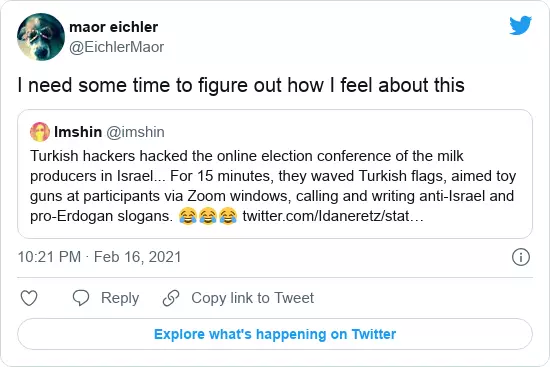 maor eichler
@EichlerMaor
I need some time to figure out how I feel about this
Imshin @imshin
Turkish hackers hacked the online election conference of the milk
producers in Israel... For 15 minutes, they waved Turkish flags, aimed toy
guns at participants via Zoom windows, calling and writing anti-Israel and
pro-Erdogan slogans. 😂😂😂 twitter.com/Idaneretz/stat…
10:21 PM · Feb 16, 2021
Reply
Copy link to Tweet
Explore what's happening on Twitter